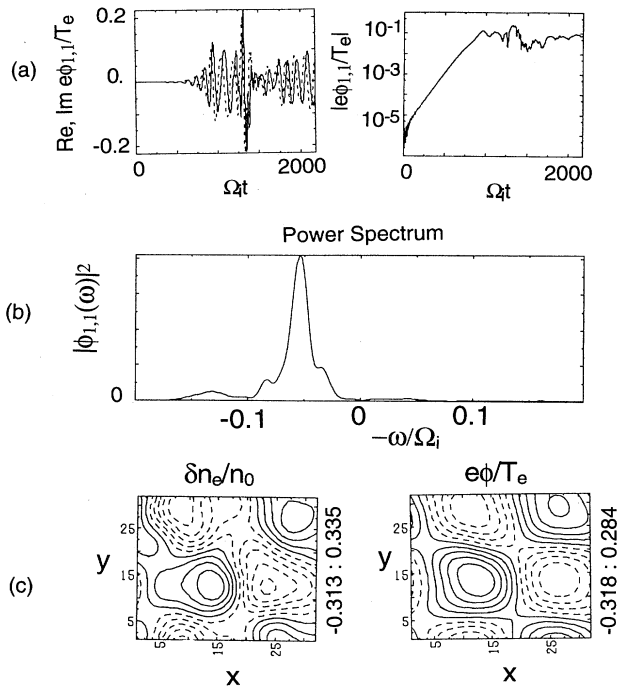 (a)
Re, Im eϕ1,1/Te
0.2
0.
-0.2
0
2000
Ωit
|eϕ1,1/Te|
10-1
10-3
10-5
0
2000
Ωit
(b)
Power Spectrum
|ϕ1,1(ω)|2
0
-0.1
0
0.1
−ω/Ωi
(c)
δne/n0
y
25
15
5
5
15
25
x
-0.313 : 0.335
eϕ/Te
y
25
15
5
5
15
25
x
-0.318 : 0.284